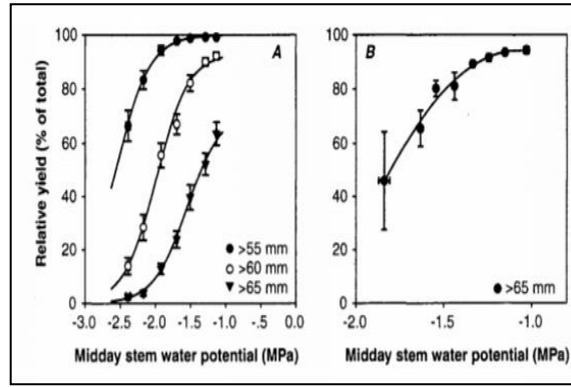 Relative yield (% of total)
100
80
60
40
20
0
A
>55 mm
>60 mm
>65 mm
-3.0 -2.5 -2.0 -1.5 -1.0 -.5 0.0
Midday stem water potential (MPa)
100
80
60
40
20
0
B
>65 mm
-2.0 -1.5 -1.0
Midday stem water potential (MPa)